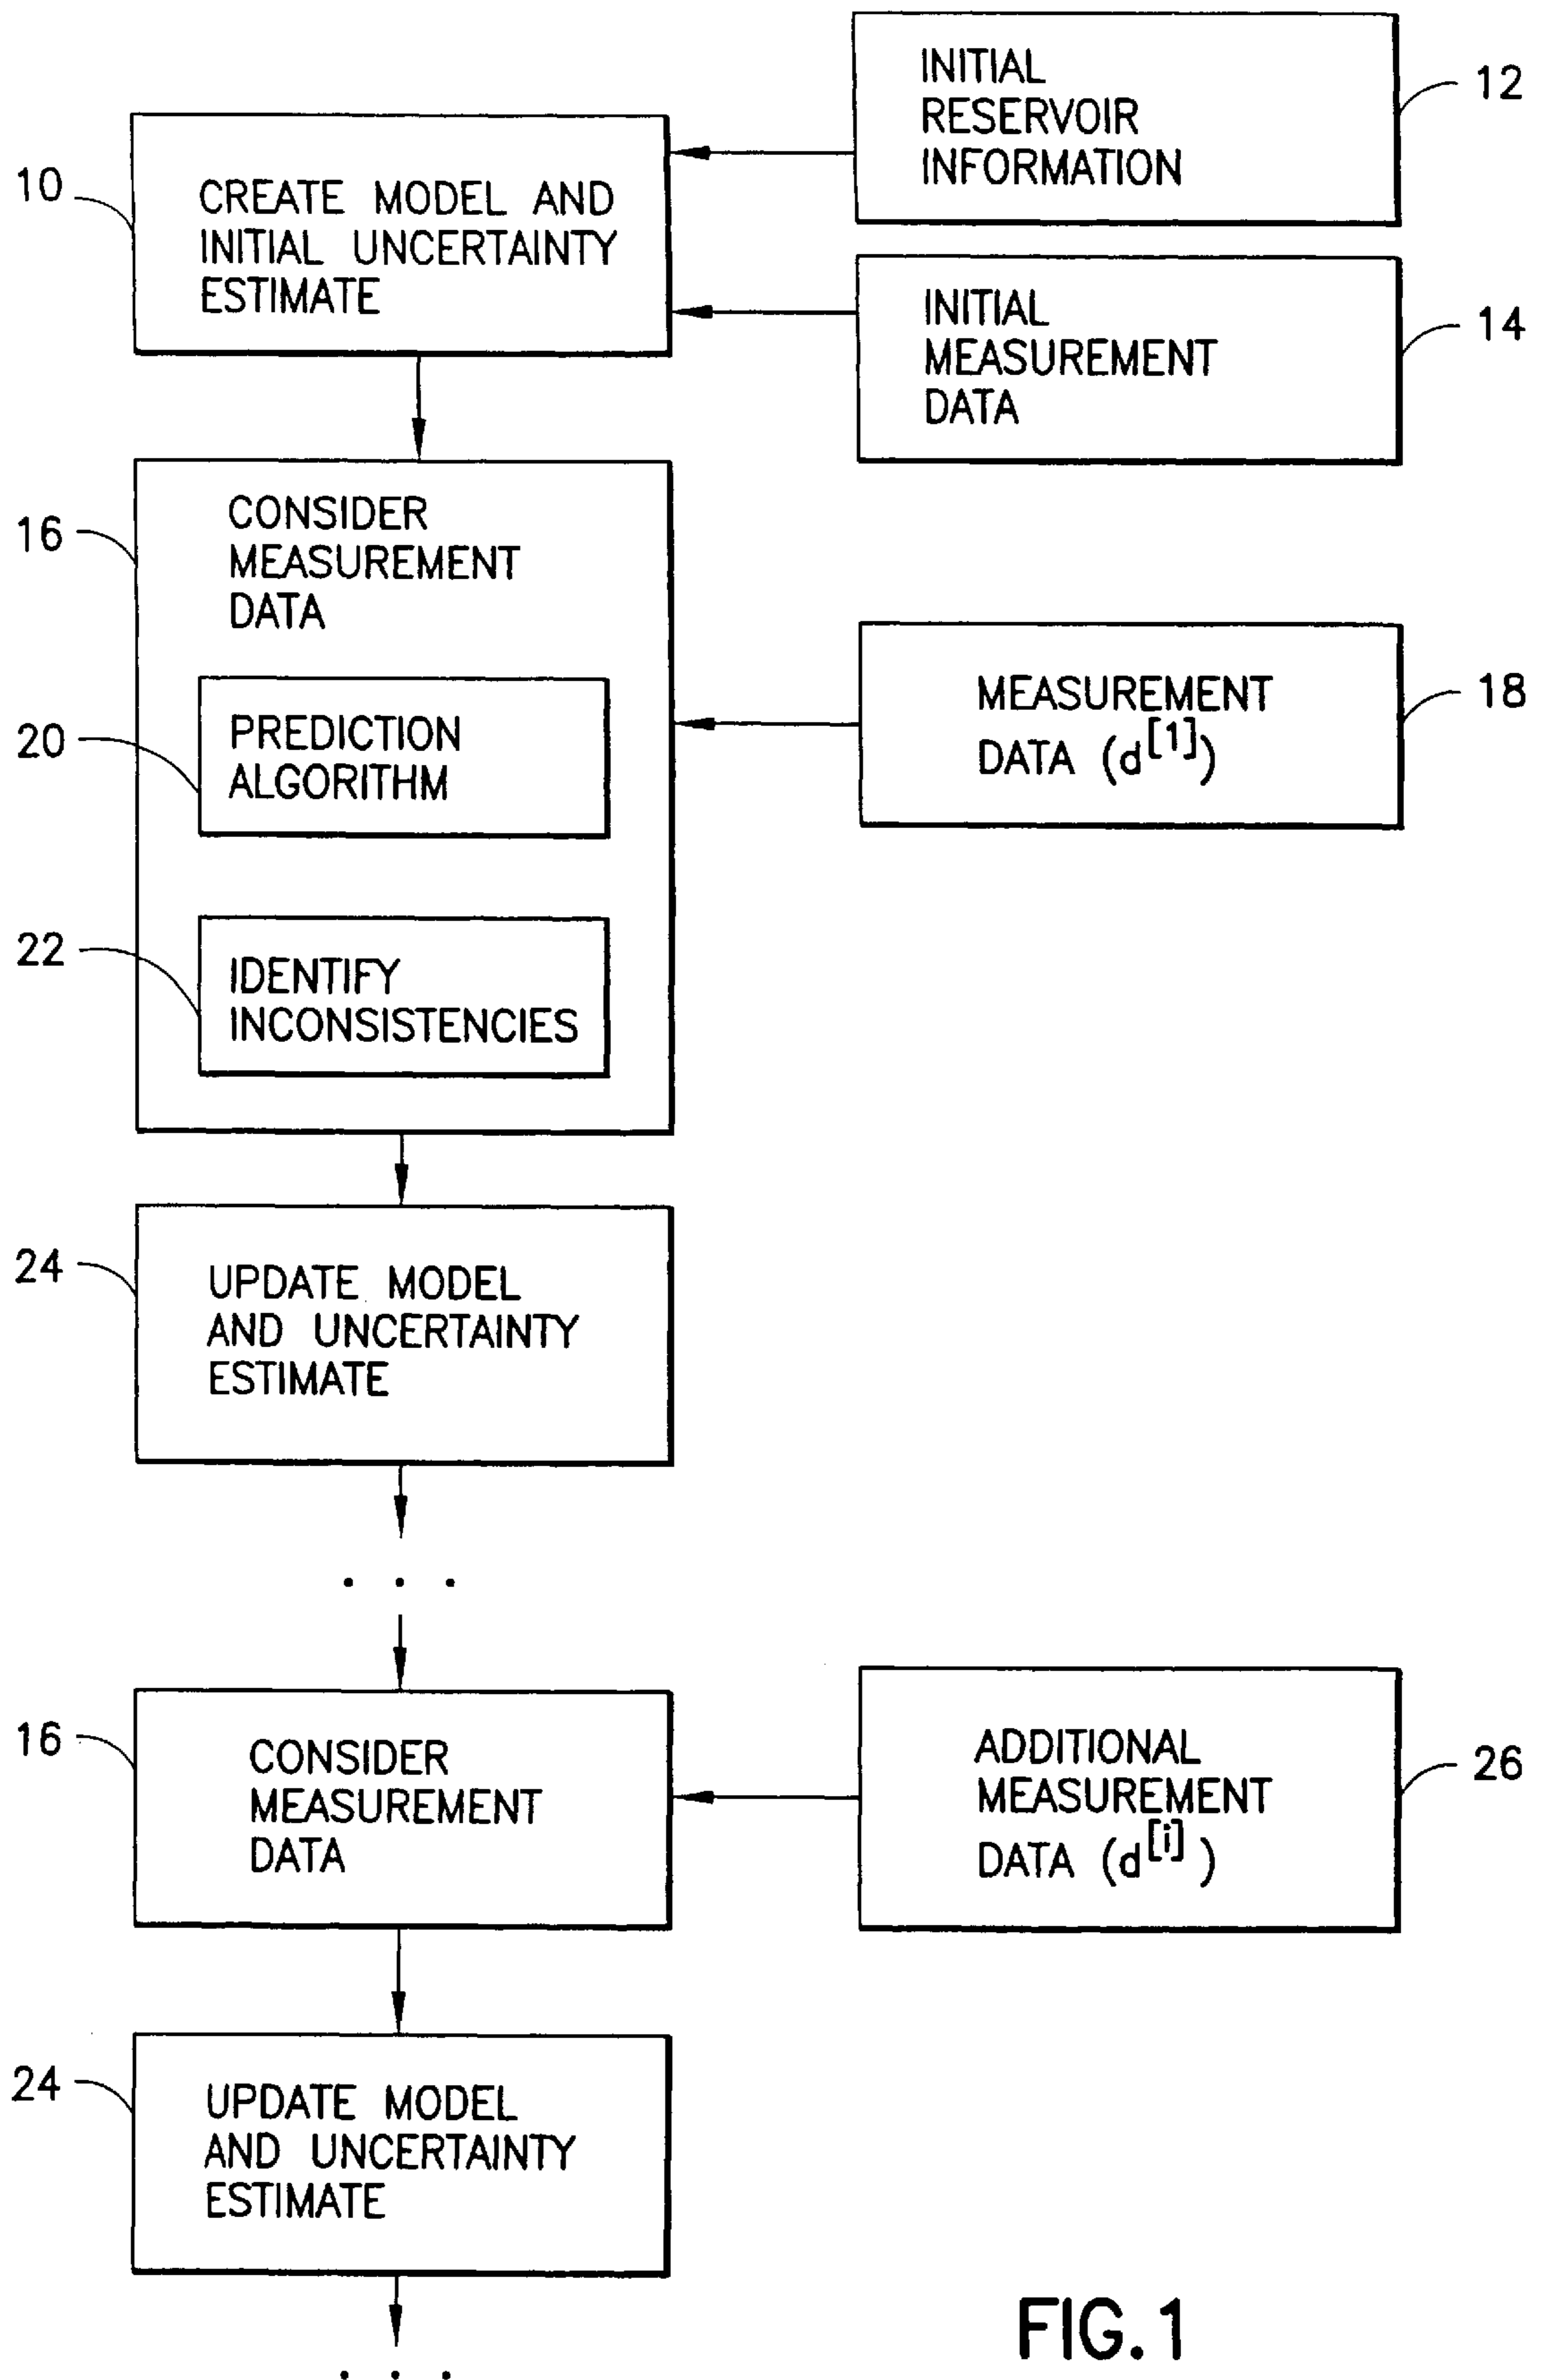 INITIAL
RESERVOIR
INFORMATION
12
10
CREATE MODEL AND
INITIAL UNCERTAINTY
ESTIMATE
INITIAL
MEASUREMENT
DATA
14
16
CONSIDER
MEASUREMENT
DATA
20
PREDICTION
ALGORITHM
MEASUREMENT
DATA (d[1])
18
22
IDENTIFY
INCONSISTENCIES
24
UPDATE MODEL
AND UNCERTAINTY
ESTIMATE
. . .
16
CONSIDER
MEASUREMENT
DATA
ADDITIONAL
MEASUREMENT
DATA (d[i])
26
24
UPDATE MODEL
AND UNCERTAINTY
ESTIMATE
. . .
FIG.1